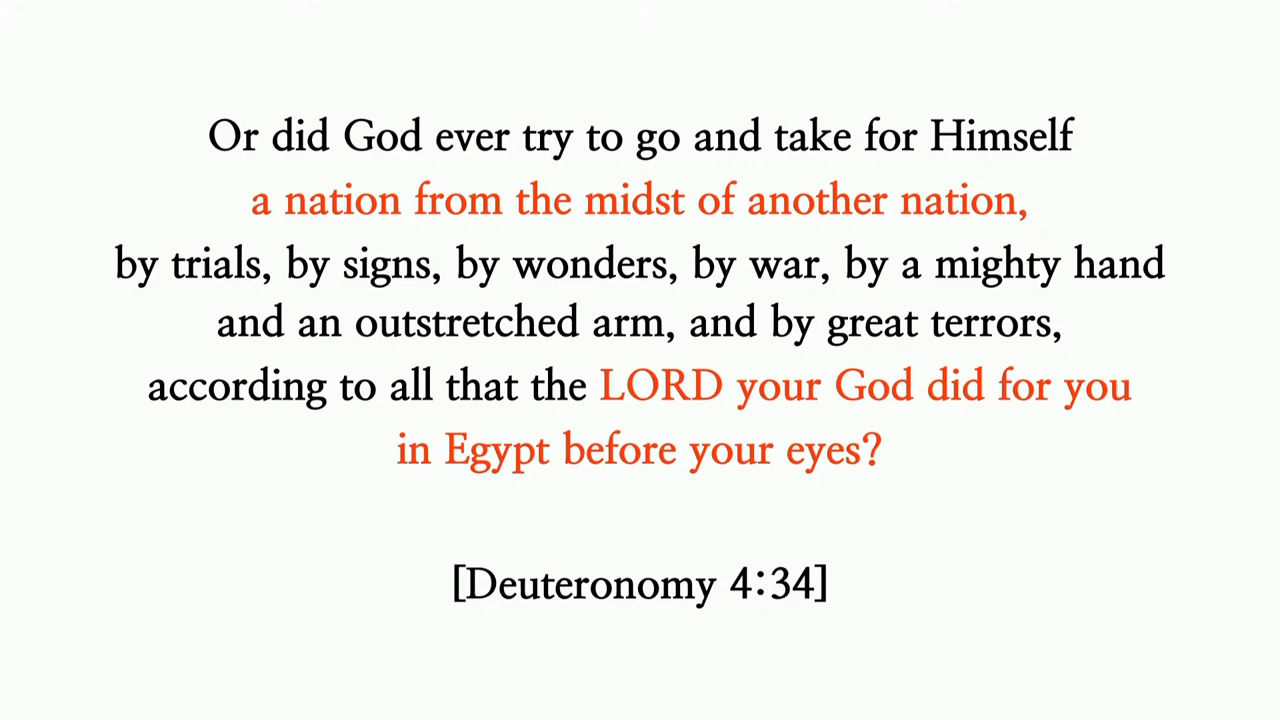 Or did God ever try to go and take for Himself
a nation from the midst of another nation,
by trials, by signs, by wonders, by war, by a mighty hand
and an outstretched arm, and by great terrors,
according to all that the LORD your God did for you
in Egypt before your eyes?
[Deuteronomy 4:34]